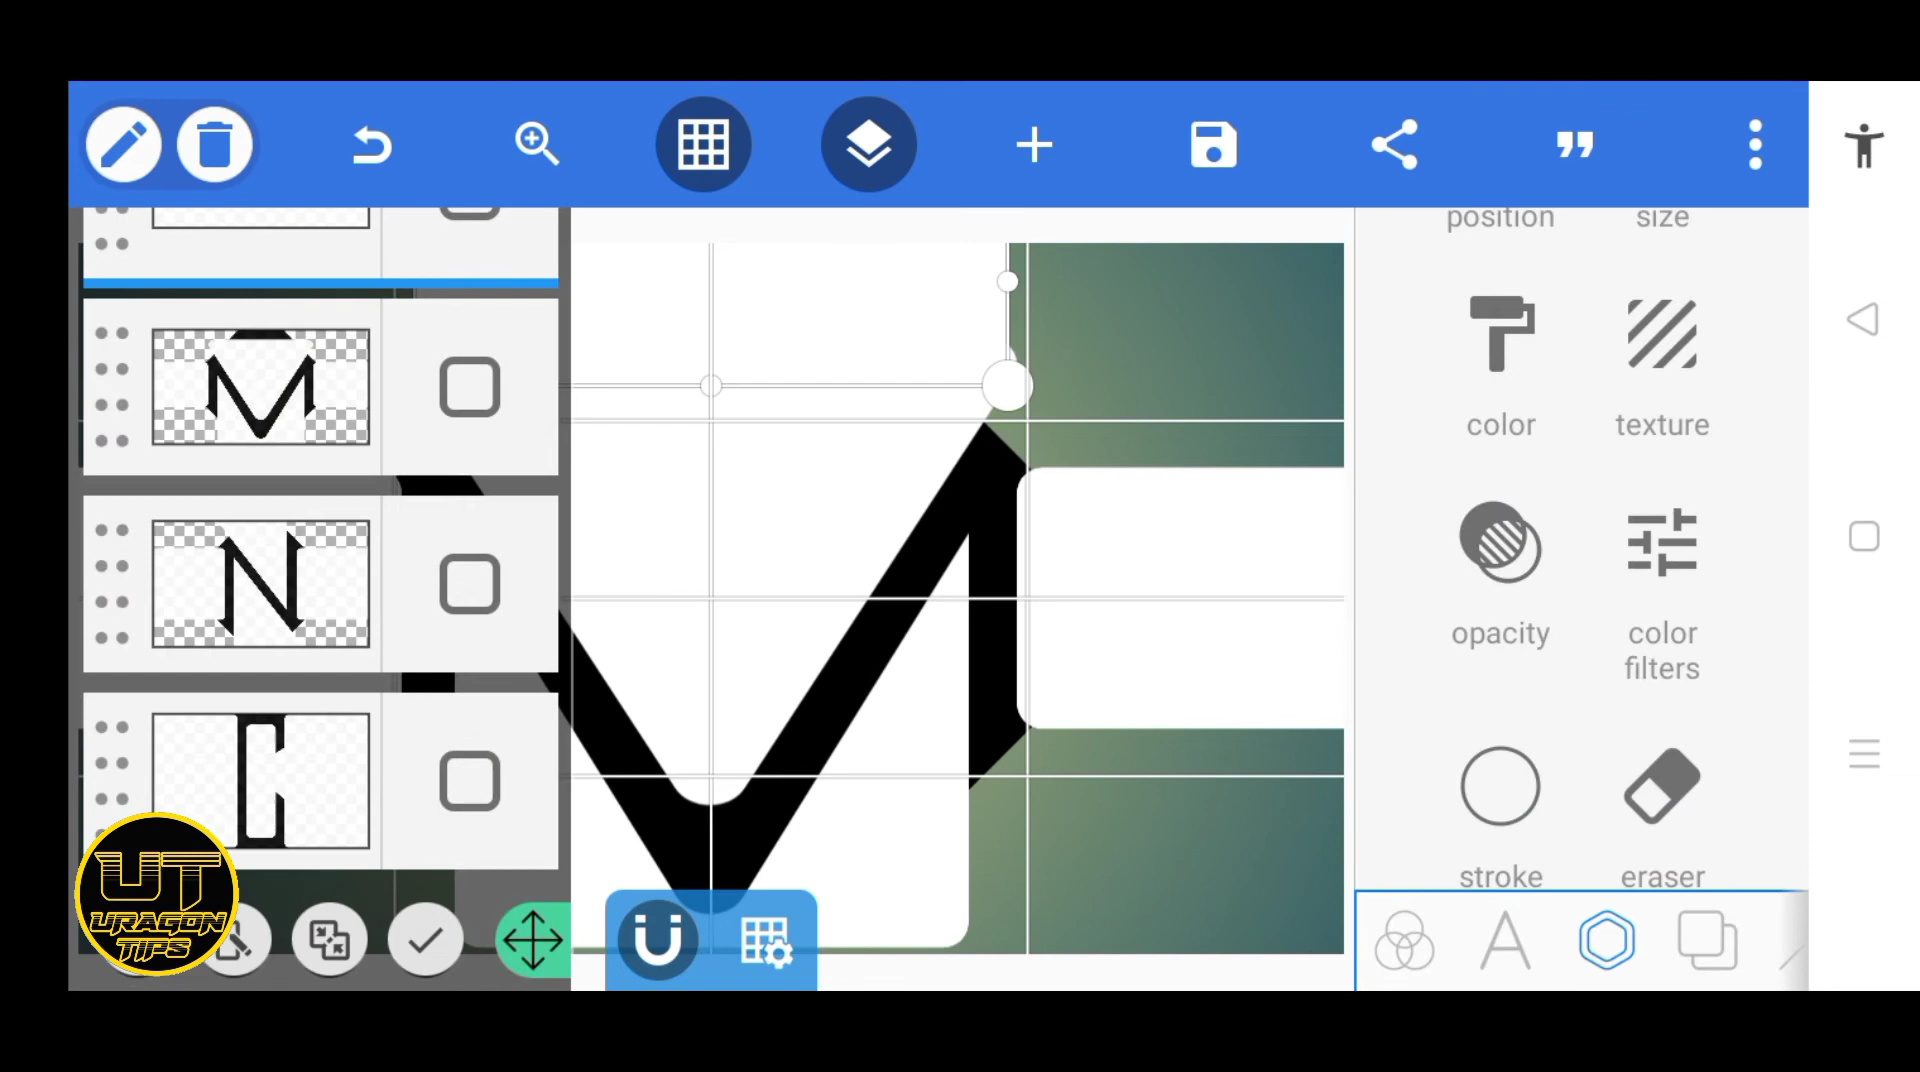 position size
color texture
opacity color
filters
stroke eraser
M
N
UT
URAGON
TIPS